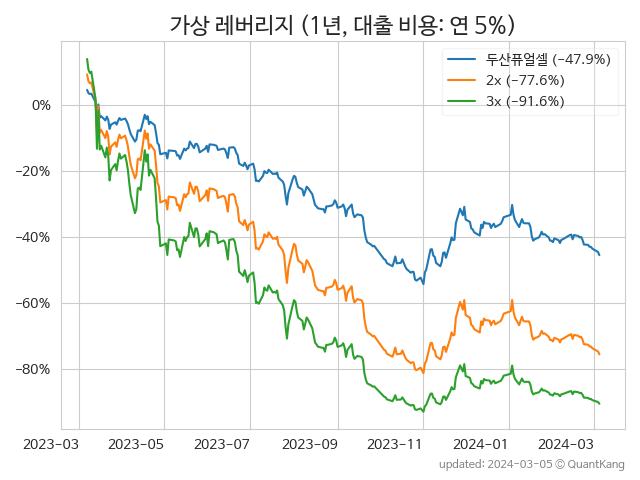 가상 레버리지 (1년, 대출 비용: 연 5%)
두산퓨얼셀 (−47.9%)
2x (−77.6%)
3x (−91.6%)
0%
−20%
−40%
−60%
−80%
2023−03 2023−05 2023−07 2023−09 2023−11 2024−01 2024−03
updated: 2024-03-05 © QuantKang